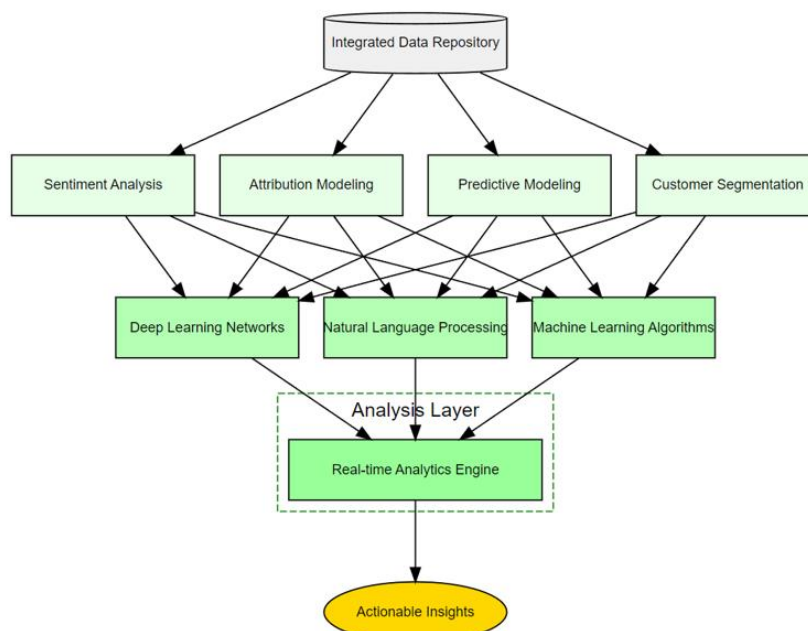 Integrated Data Repository
Sentiment Analysis
Attribution Modeling
Predictive Modeling
Customer Segmentation
Deep Learning Networks
Natural Language Processing
Machine Learning Algorithms
Analysis Layer
Real-time Analytics Engine
Actionable Insights